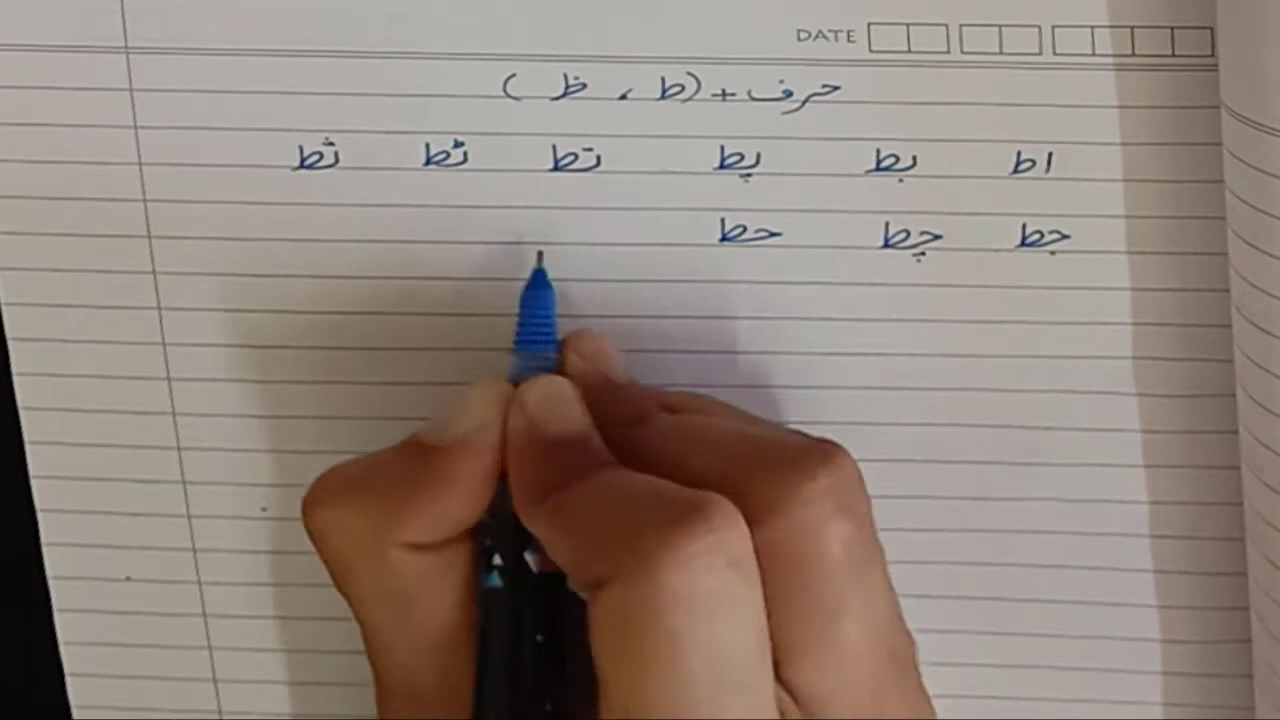 DATE
حرف + (ط ، ظ )
اط بط پط تط ٹط ثط
جط چط حط